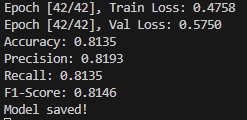 Epoch [42/42], Train Loss: 0.4758
Epoch [42/42], Val Loss: 0.5750
Accuracy: 0.8135
Precision: 0.8193
Recall: 0.8135
F1-Score: 0.8146
Model saved!